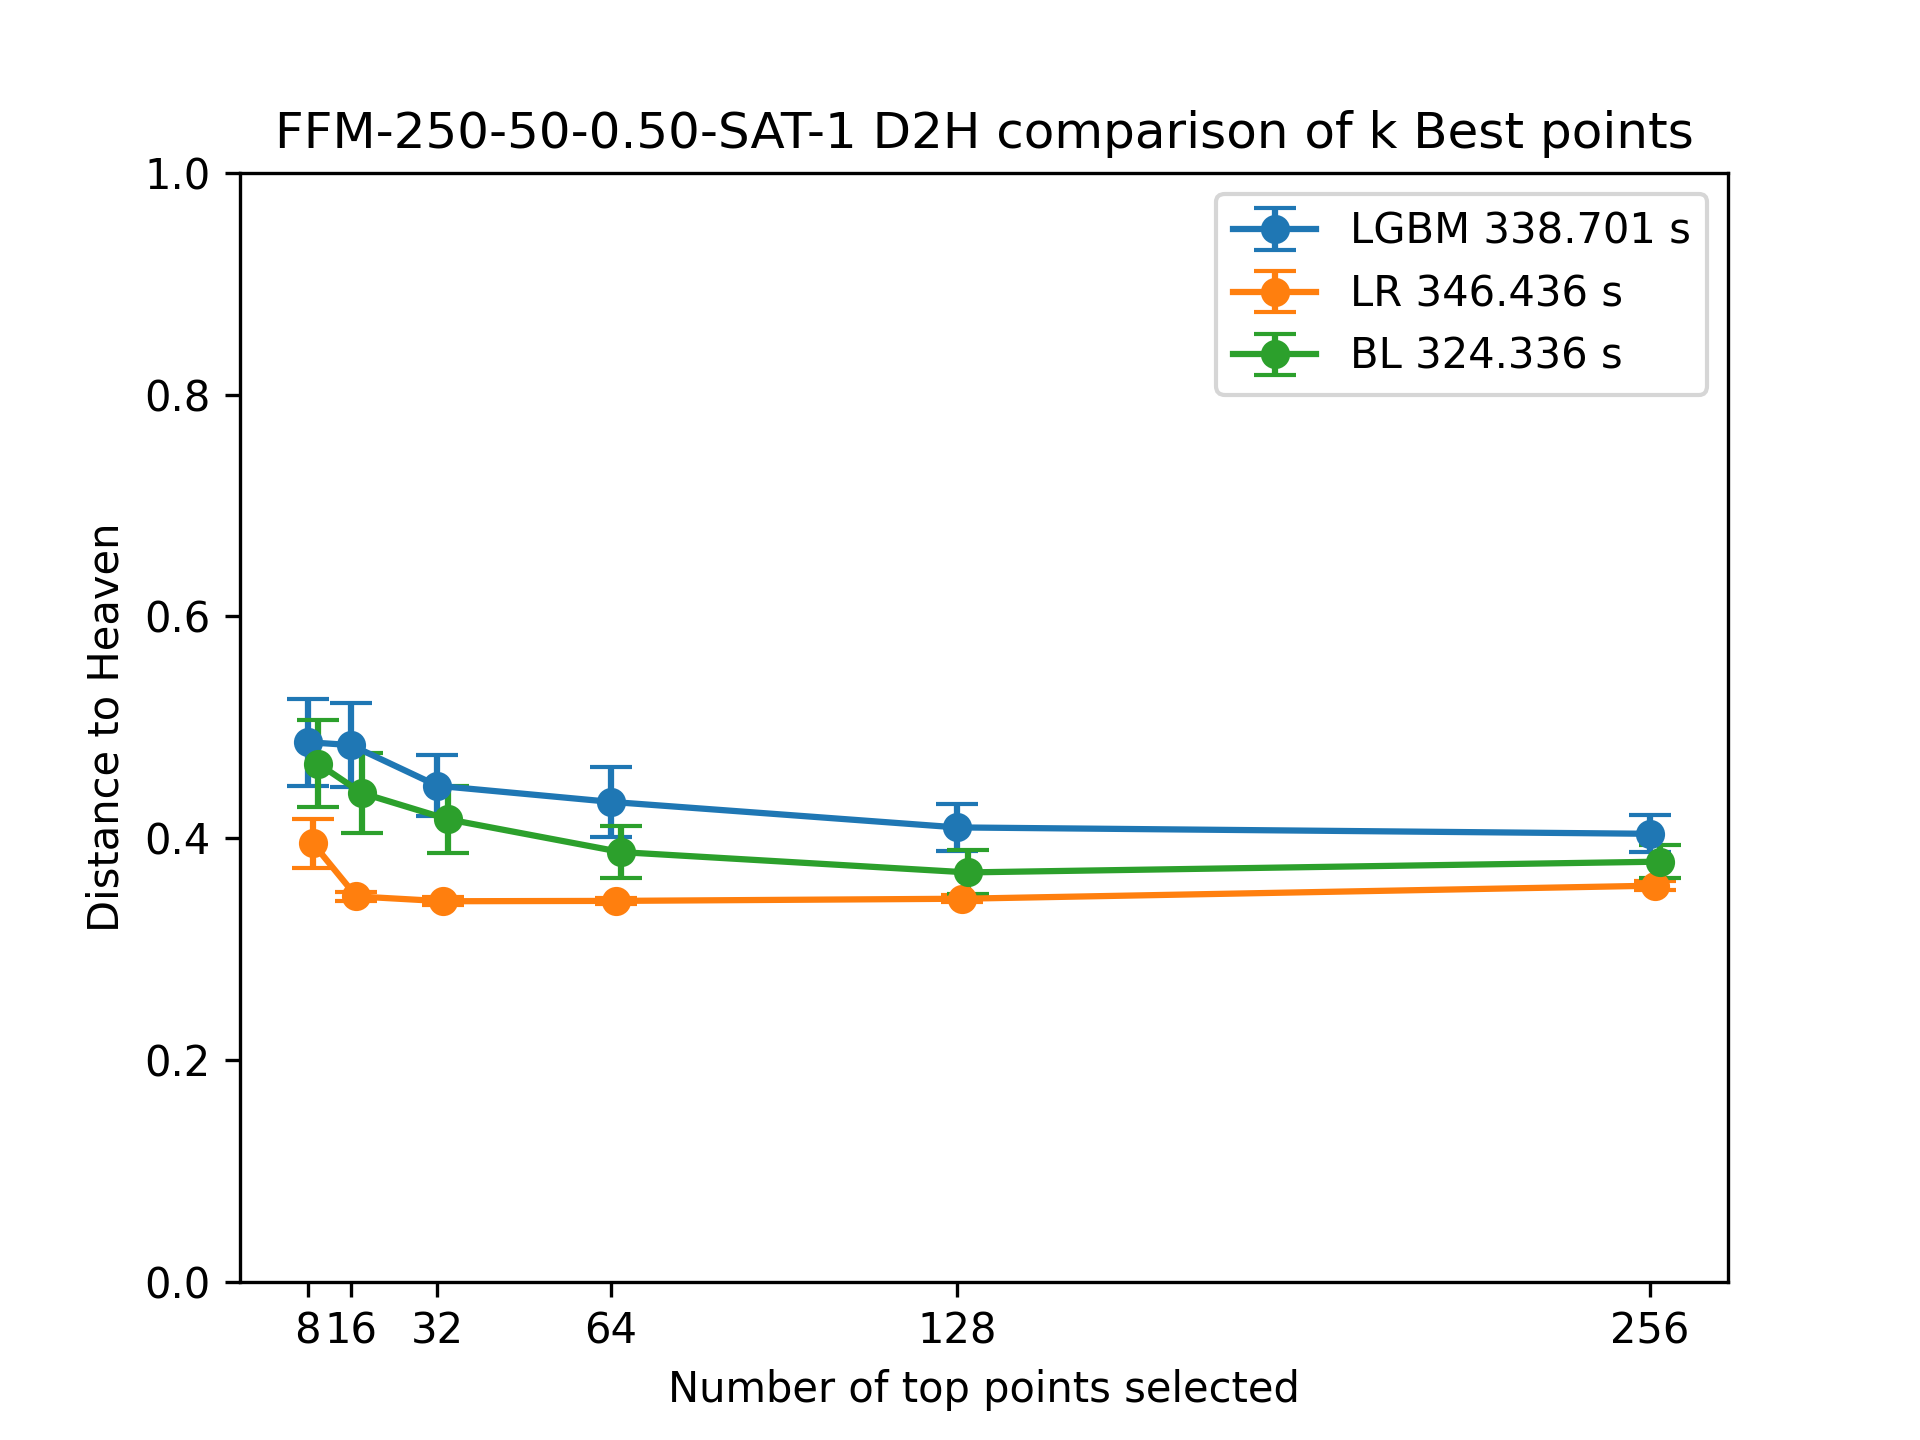 FFM-250-50-0.50-SAT-1 D2H comparison of k Best points
1.0
0.8
0.6
0.4
0.2
0.0
Distance to Heaven
LGBM 338.701 s
LR 346.436 s
BL 324.336 s
8 16 32 64 128 256
Number of top points selected